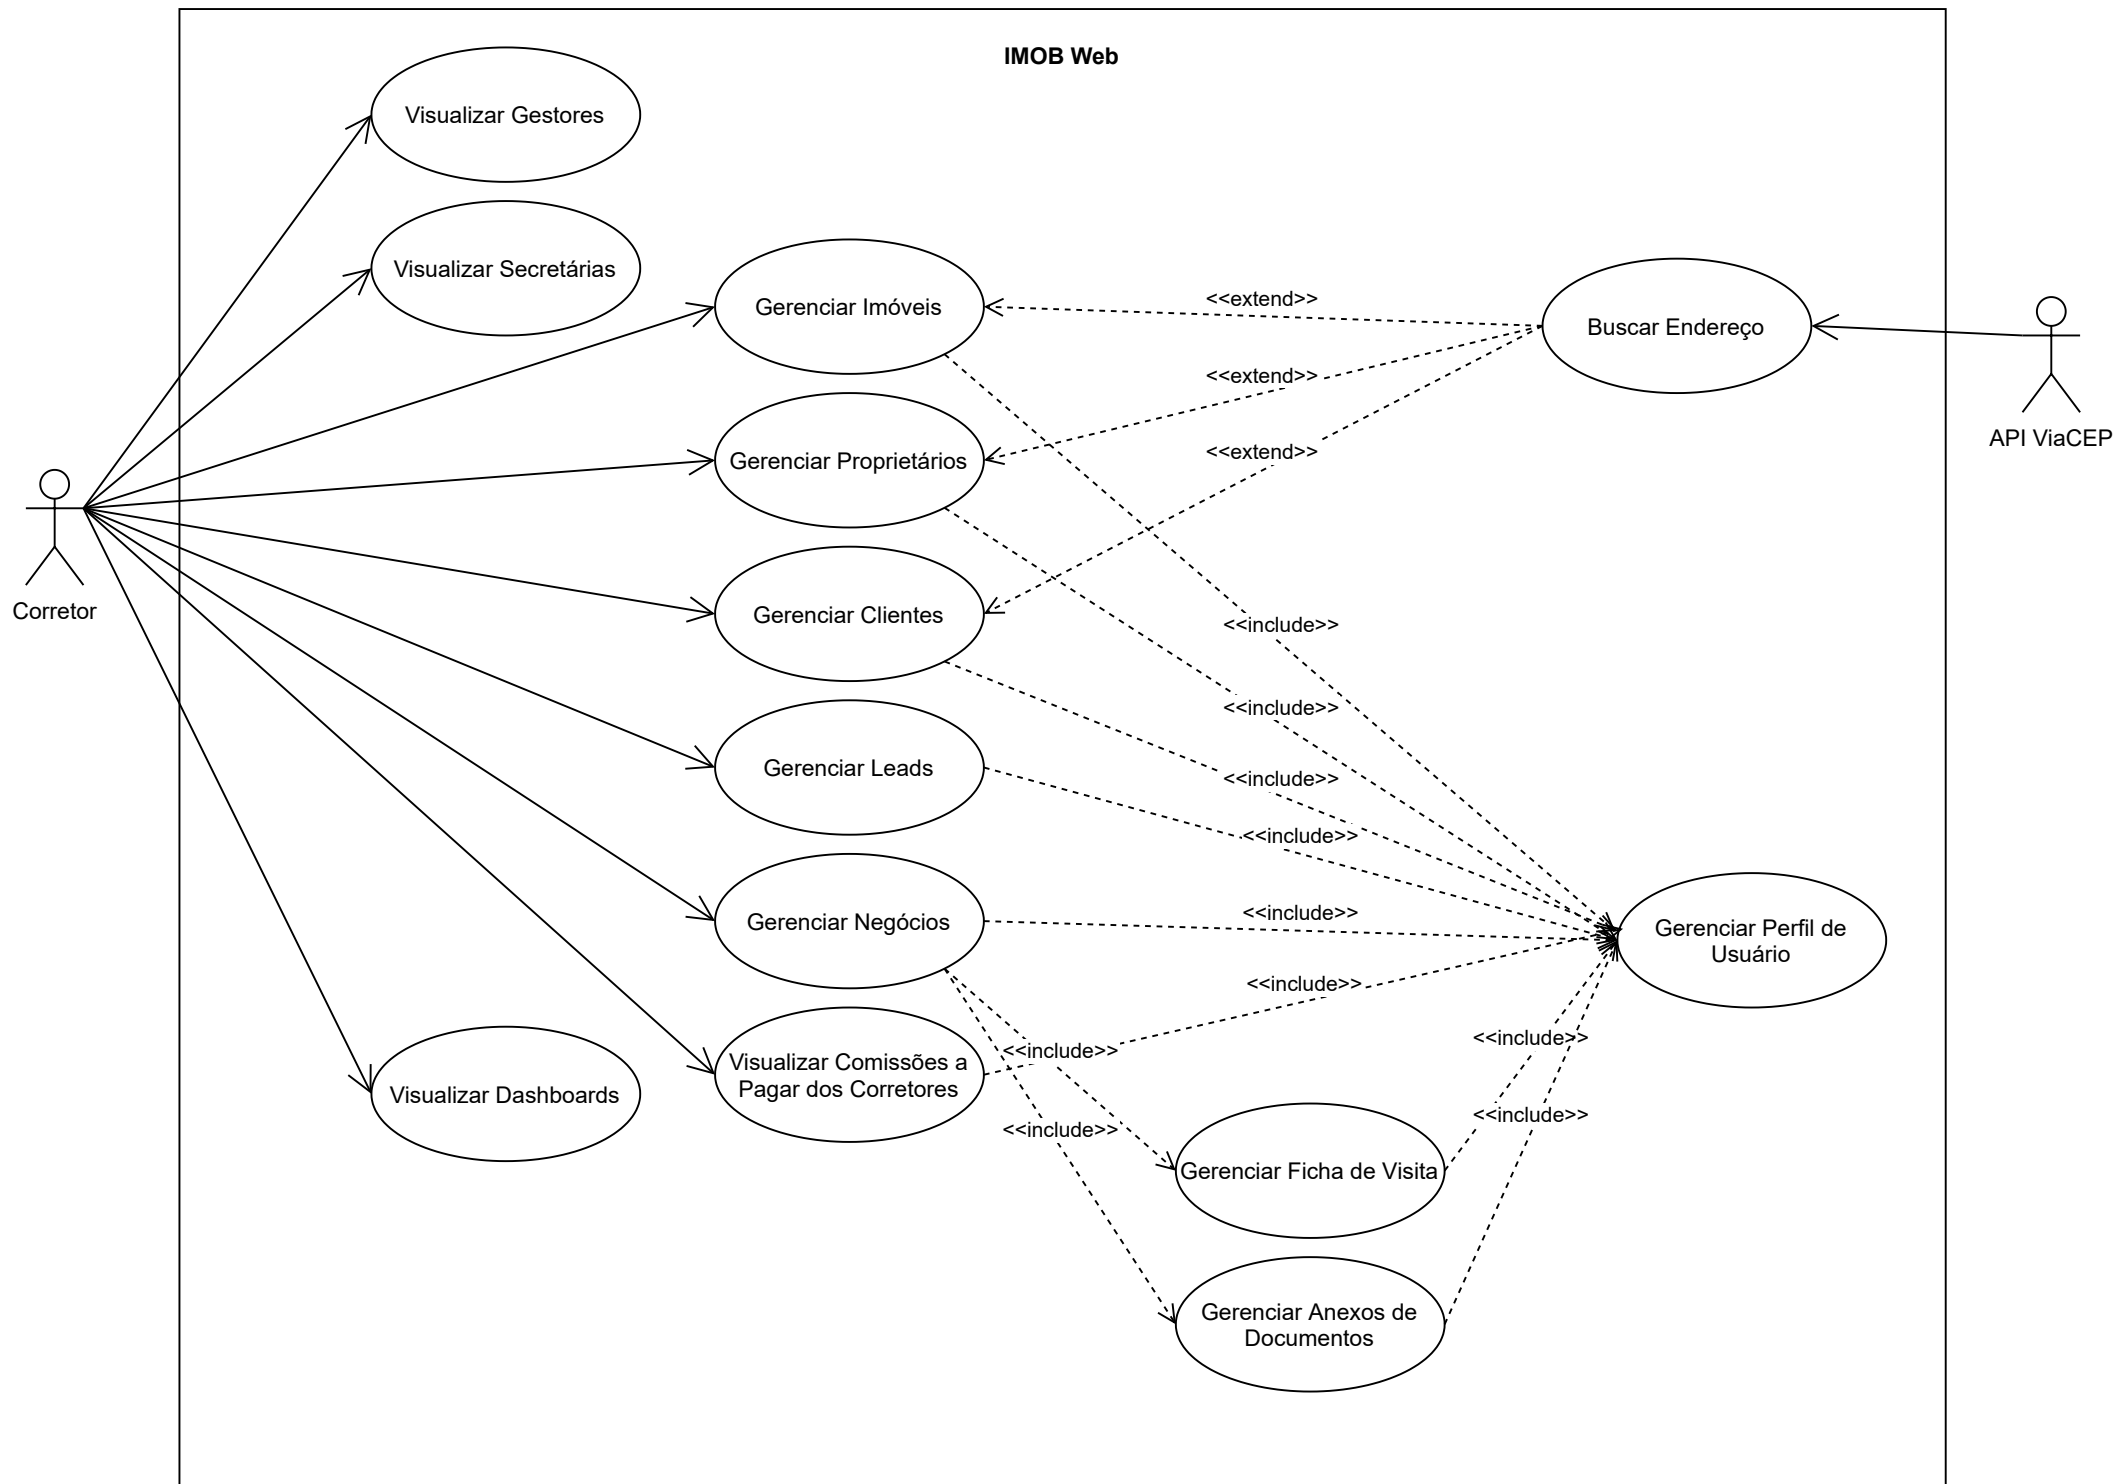 IMOB Web
Visualizar Gestores
Visualizar Secretárias
Gerenciar Imóveis
<<extend>>
Buscar Endereço
<<extend>>
API ViaCEP
<<extend>>
Gerenciar Proprietários
Corretor
Gerenciar Clientes
<<include>>
<<include>>
Gerenciar Leads
<<include>>
<<include>>
Gerenciar Negócios
<<include>>
Gerenciar Perfil de
Usuário
<<include>>
<<include>>
<<include>>
Visualizar Comissões a
Pagar dos Corretores
Visualizar Dashboards
<<include>>
<<include>>
Gerenciar Ficha de Visita
Gerenciar Anexos de
Documentos